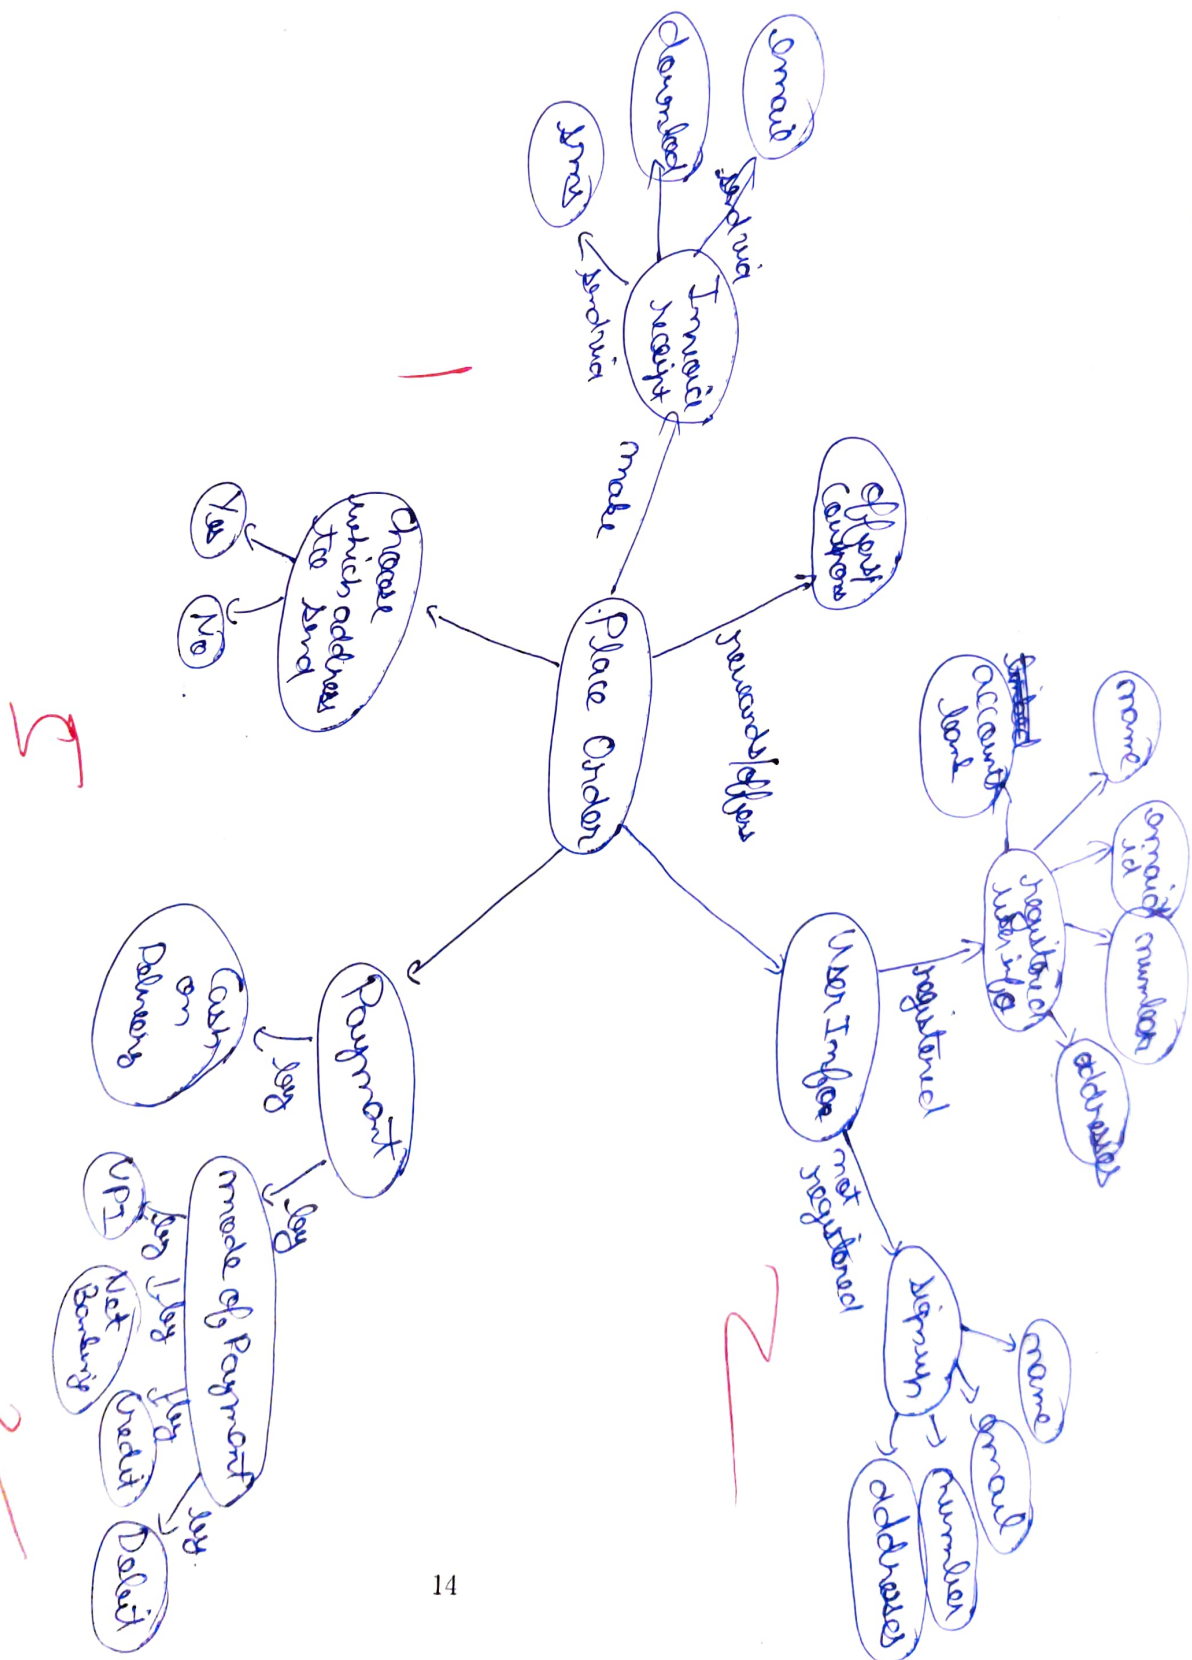 email
download
sms
send via
send via
Invoice
receipt
make
offers/
Coupons
rewards/offers
Choose
which address
to send
Yes
No
Place Order
User Info
registered
registered
user info
account
bank
name
email
id
number
addresses
not
registered
signup
name
email
number
addresses
Payment
by
Cash
on
Delivery
by
mode of Payment
by
UPI
by
Net
Banking
by
Credit
by
Debit
1
5
2
14